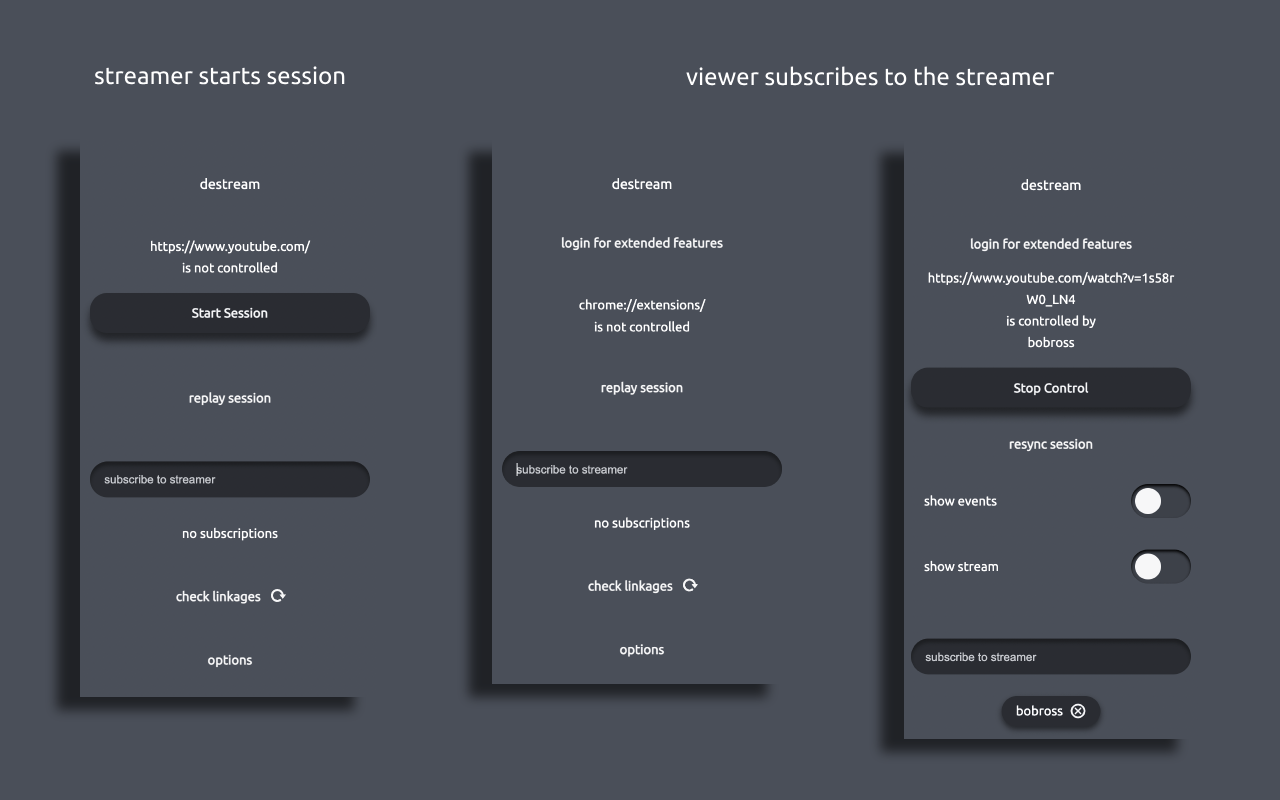 streamer starts session
viewer subscribes to the streamer
destream
https://www.youtube.com/
is not controlled
Start Session
replay session
subscribe to streamer
no subscriptions
check linkages
options
destream
login for extended features
chrome://extensions/
is not controlled
replay session
subscribe to streamer
no subscriptions
check linkages
options
destream
login for extended features
https://www.youtube.com/watch?v=1s58r
W0_LN4
is controlled by
bobross
Stop Control
resync session
show events
show stream
subscribe to streamer
bobross